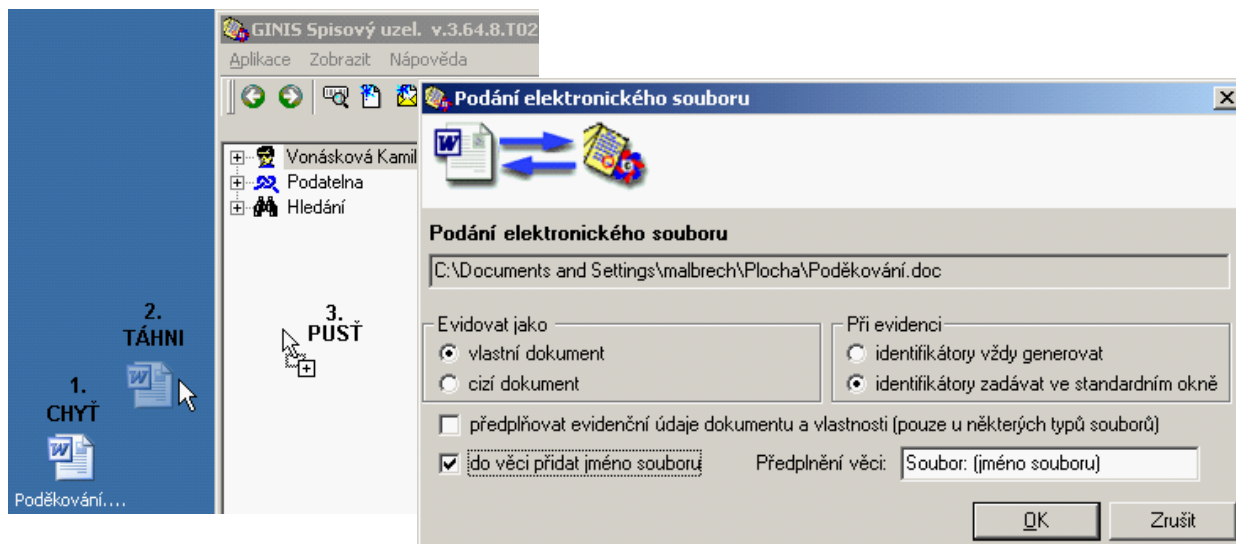 GINIS Spisový uzel. v.3.64.8.T02
Aplikace Zobrazit Nápověda
Vonásková Kamil
Podatelna
Hledání
1.
CHYŤ
2.
TÁHNI
3.
PUSŤ
Poděkování....
Podání elektronického souboru
Podání elektronického souboru
C:\Documents and Settings\malbrech\Plocha\Poděkování.doc
Evidovat jako
vlastní dokument
cizí dokument
Při evidenci
identifikátory vždy generovat
identifikátory zadávat ve standardním okně
předplňovat evidenční údaje dokumentu a vlastnosti (pouze u některých typů souborů)
do věci přidat jméno souboru
Předplnění věci: Soubor: (jméno souboru)
OK Zrušit